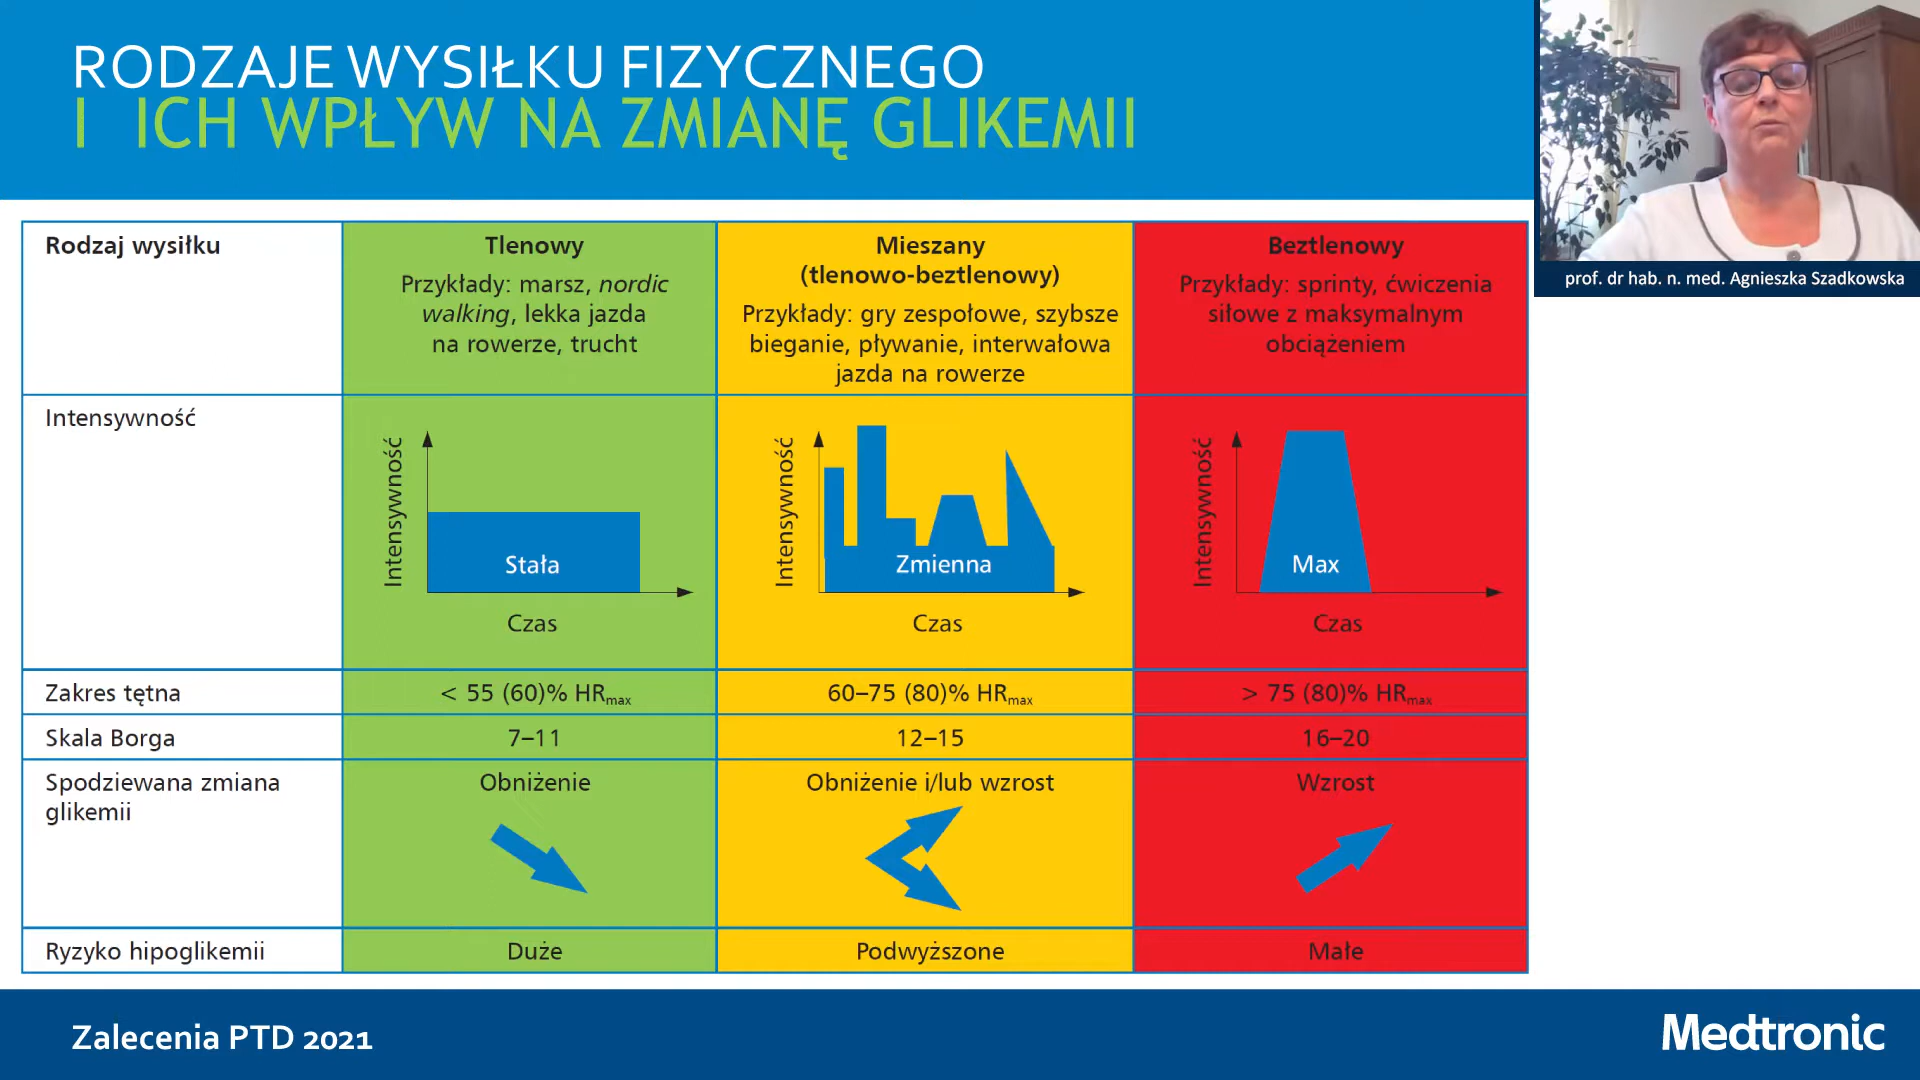 RODZAJE WYSIŁKU FIZYCZNEGO
I ICH WPŁYW NA ZMIANĘ GLIKEMII
prof. dr hab. n. med. Agnieszka Szadkowska
Rodzaj wysiłku
Tlenowy
Przykłady: marsz, nordic
walking, lekka jazda
na rowerze, trucht
Mieszany
(tlenowo-beztlenowy)
Przykłady: gry zespołowe, szybsze
bieganie, pływanie, interwałowa
jazda na rowerze
Beztlenowy
Przykłady: sprinty, ćwiczenia
siłowe z maksymalnym
obciążeniem
Intensywność
Intensywność
Stała
Czas
Intensywność
Zmienna
Czas
Intensywność
Max
Czas
Zakres tętna
< 55 (60)% HRmax
60–75 (80)% HRmax
> 75 (80)% HRmax
Skala Borga
7–11
12–15
16–20
Spodziewana zmiana
glikemii
Obniżenie
Obniżenie i/lub wzrost
Wzrost
Ryzyko hipoglikemii
Duże
Podwyższone
Małe
Zalecenia PTD 2021
Medtronic